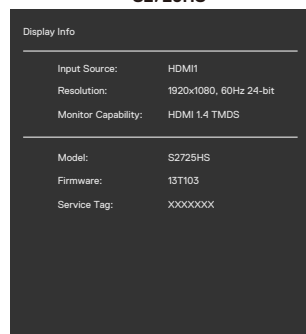 Display Info
Input Source: HDMI1
Resolution: 1920x1080, 60Hz 24-bit
Monitor Capability: HDMI 1.4 TMDS
Model: S2725HS
Firmware: 13T103
Service Tag: XXXXXXX